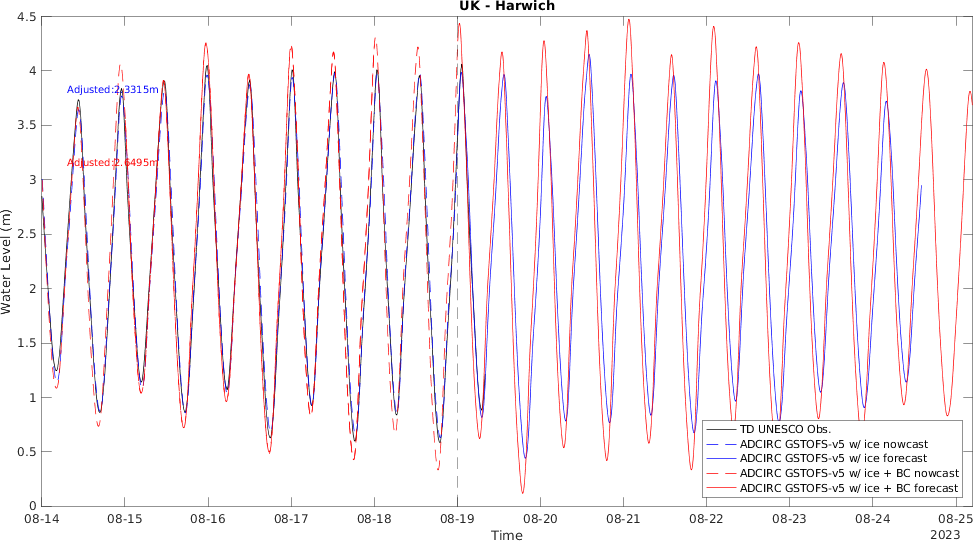 UK - Harwich
4.5
4
3.5
3
2.5
2
1.5
1
0.5
0
Water Level (m)
Adjusted:2.3315m
Adjusted:2.6495m
TD UNESCO Obs.
ADCIRC GSTOFS-v5 w/ ice nowcast
ADCIRC GSTOFS-v5 w/ ice forecast
ADCIRC GSTOFS-v5 w/ ice + BC nowcast
ADCIRC GSTOFS-v5 w/ ice + BC forecast
08-14 08-15 08-16 08-17 08-18 08-19 08-20 08-21 08-22 08-23 08-24 08-25
Time
2023